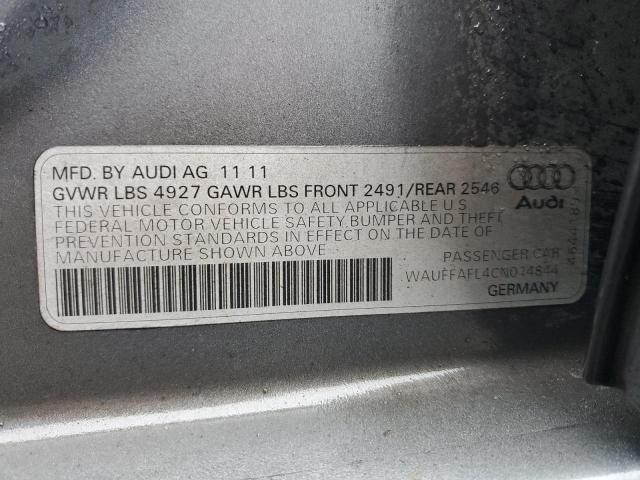 MFD. BY AUDI AG 11 11
GVWR LBS 4927 GAWR LBS FRONT 2491/REAR 2546
THIS VEHICLE CONFORMS TO ALL APPLICABLE U.S.
FEDERAL MOTOR VEHICLE SAFETY, BUMPER AND THEFT
PREVENTION STANDARDS IN EFFECT ON THE DATE OF
MANUFACTURE SHOWN ABOVE
Audi
PASSENGER CAR
WAUFFAFL4CN014844
GERMANY